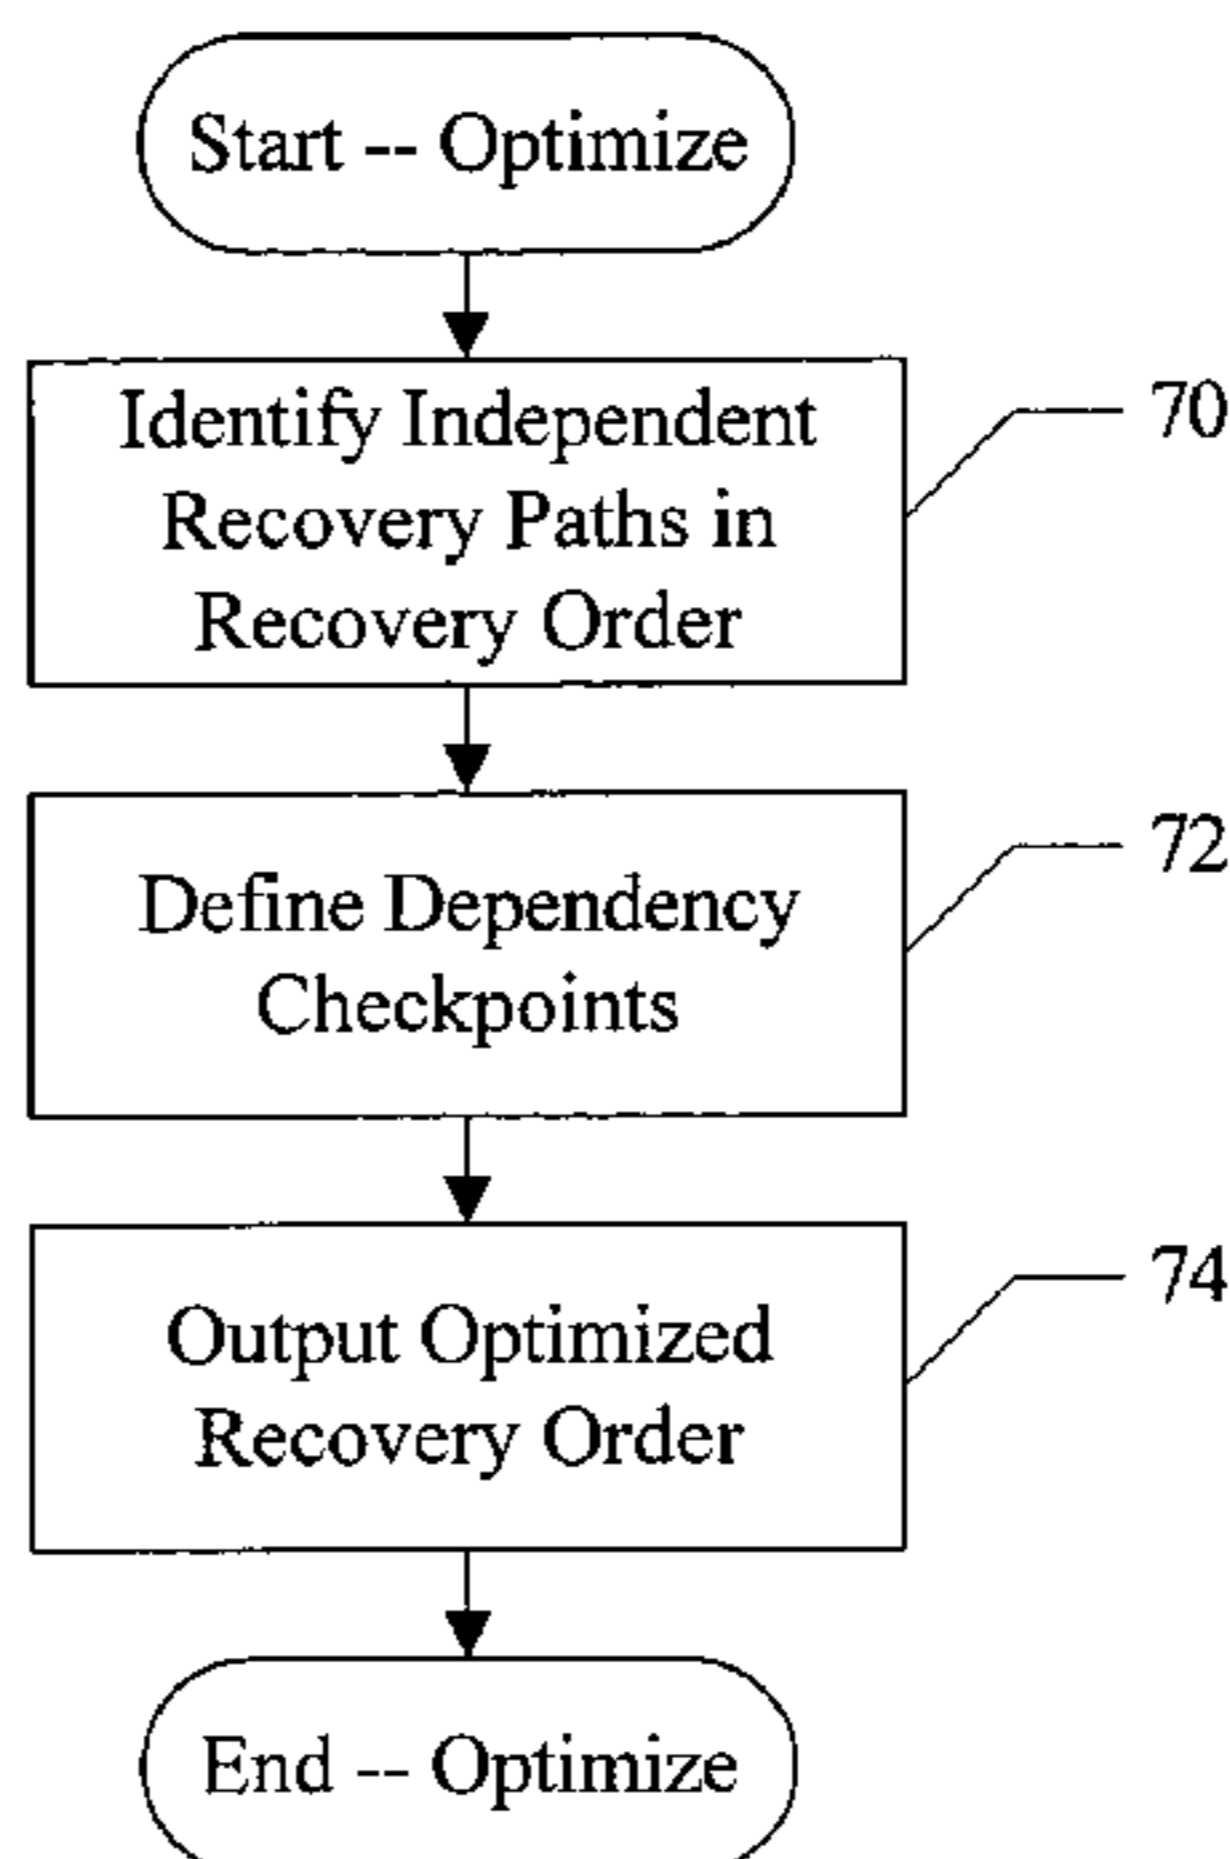 Start -- Optimize
Identify Independent
Recovery Paths in
Recovery Order
70
Define Dependency
Checkpoints
72
Output Optimized
Recovery Order
74
End -- Optimize